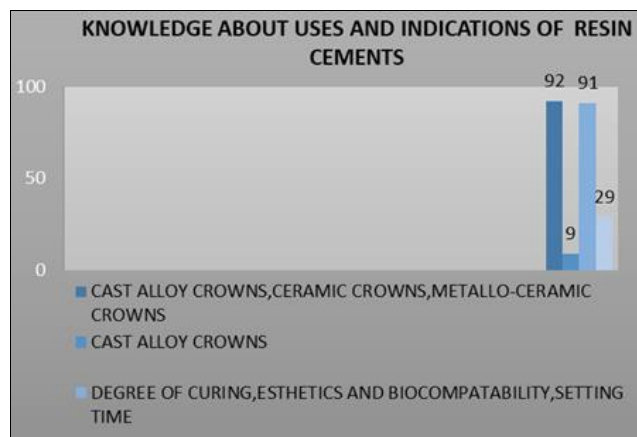 KNOWLEDGE ABOUT USES AND INDICATIONS OF RESIN
CEMENTS
100
50
0
92
9
91
29
CAST ALLOY CROWNS,CERAMIC CROWNS,METALLO-CERAMIC
CROWNS
CAST ALLOY CROWNS
DEGREE OF CURING,ESTHETICS AND BIOCOMPATABILITY,SETTING
TIME